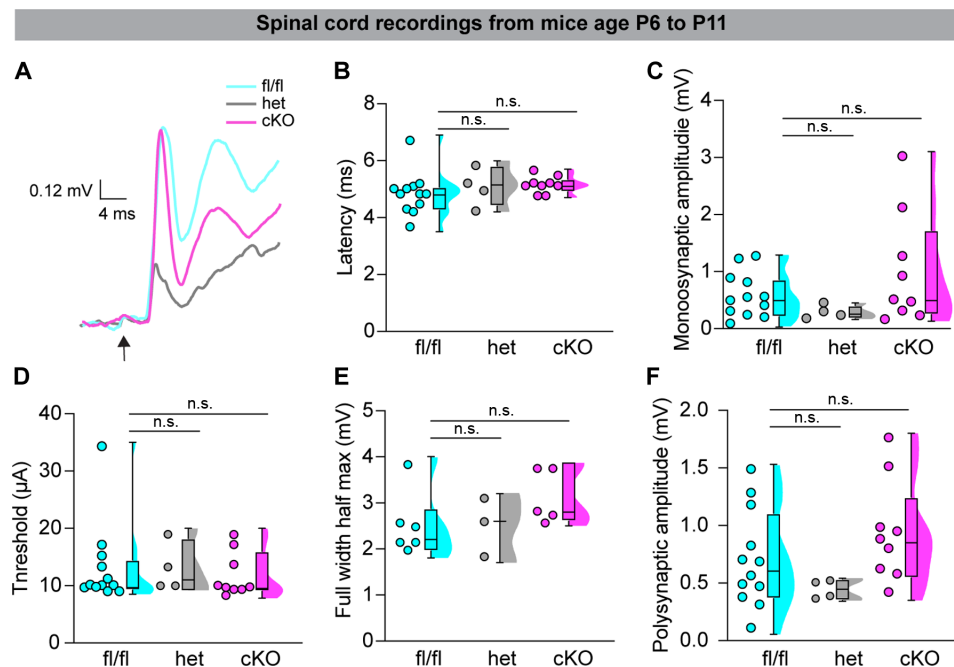 Spinal cord recordings from mice age P6 to P11
A
fl/fl
het
cKO
0.12 mV
4 ms
B
n.s.
n.s.
8
6
4
2
0
Latency (ms)
fl/fl het cKO
C
n.s.
n.s.
4
3
2
1
0
Monoosynaptic amplitudie (mV)
fl/fl het cKO
D
n.s.
n.s.
40
30
20
10
0
Tnreshold (µA)
fl/fl het cKO
E
n.s.
n.s.
5
4
3
2
1
0
Full width half max (mV)
fl/fl het cKO
F
n.s.
n.s.
2.0
1.5
1.0
0.5
0.0
Polysynaptic amplitude (mV)
fl/fl het cKO